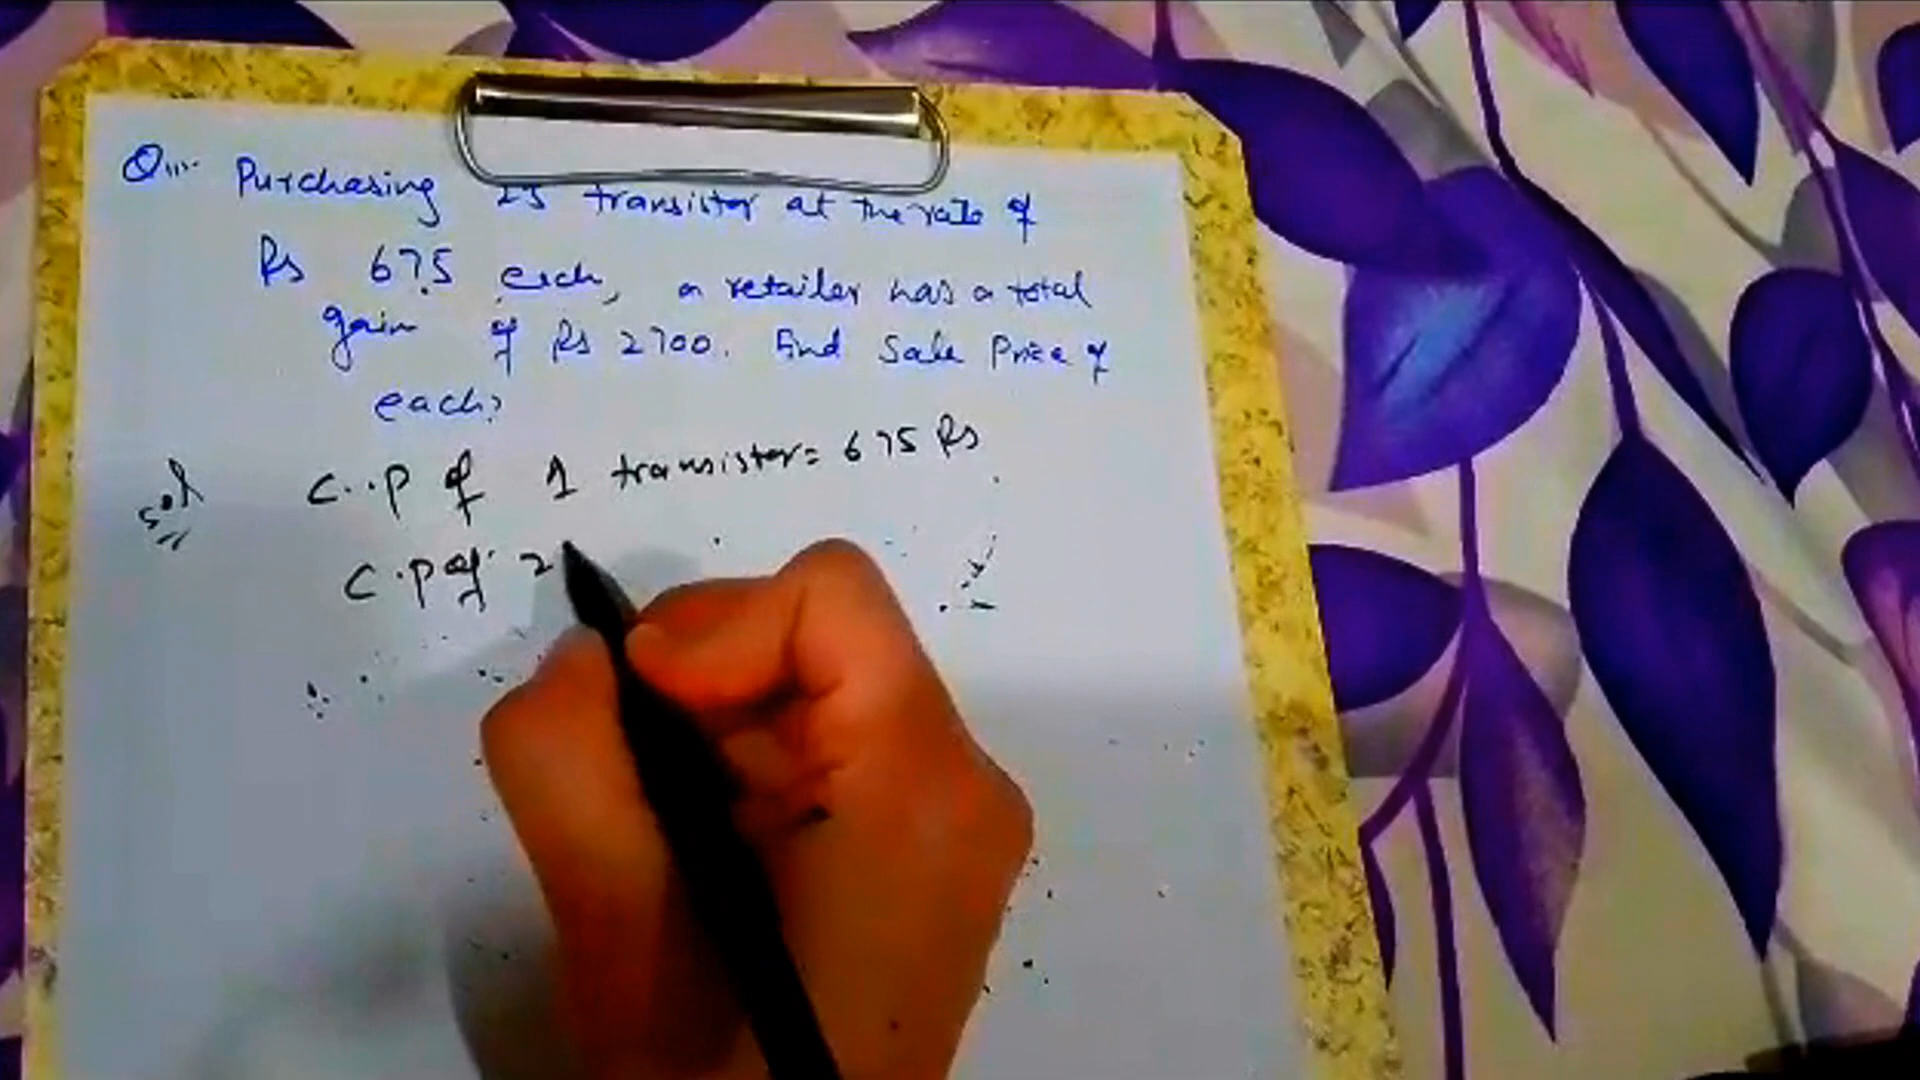 Q... Purchasing 25 transistor at the rate of
Rs 675 each, a retailer has a total
gain of Rs 2700. Find Sale Price of
each?
sol C..P of 1 transistor= 675 Rs
C.P of 2